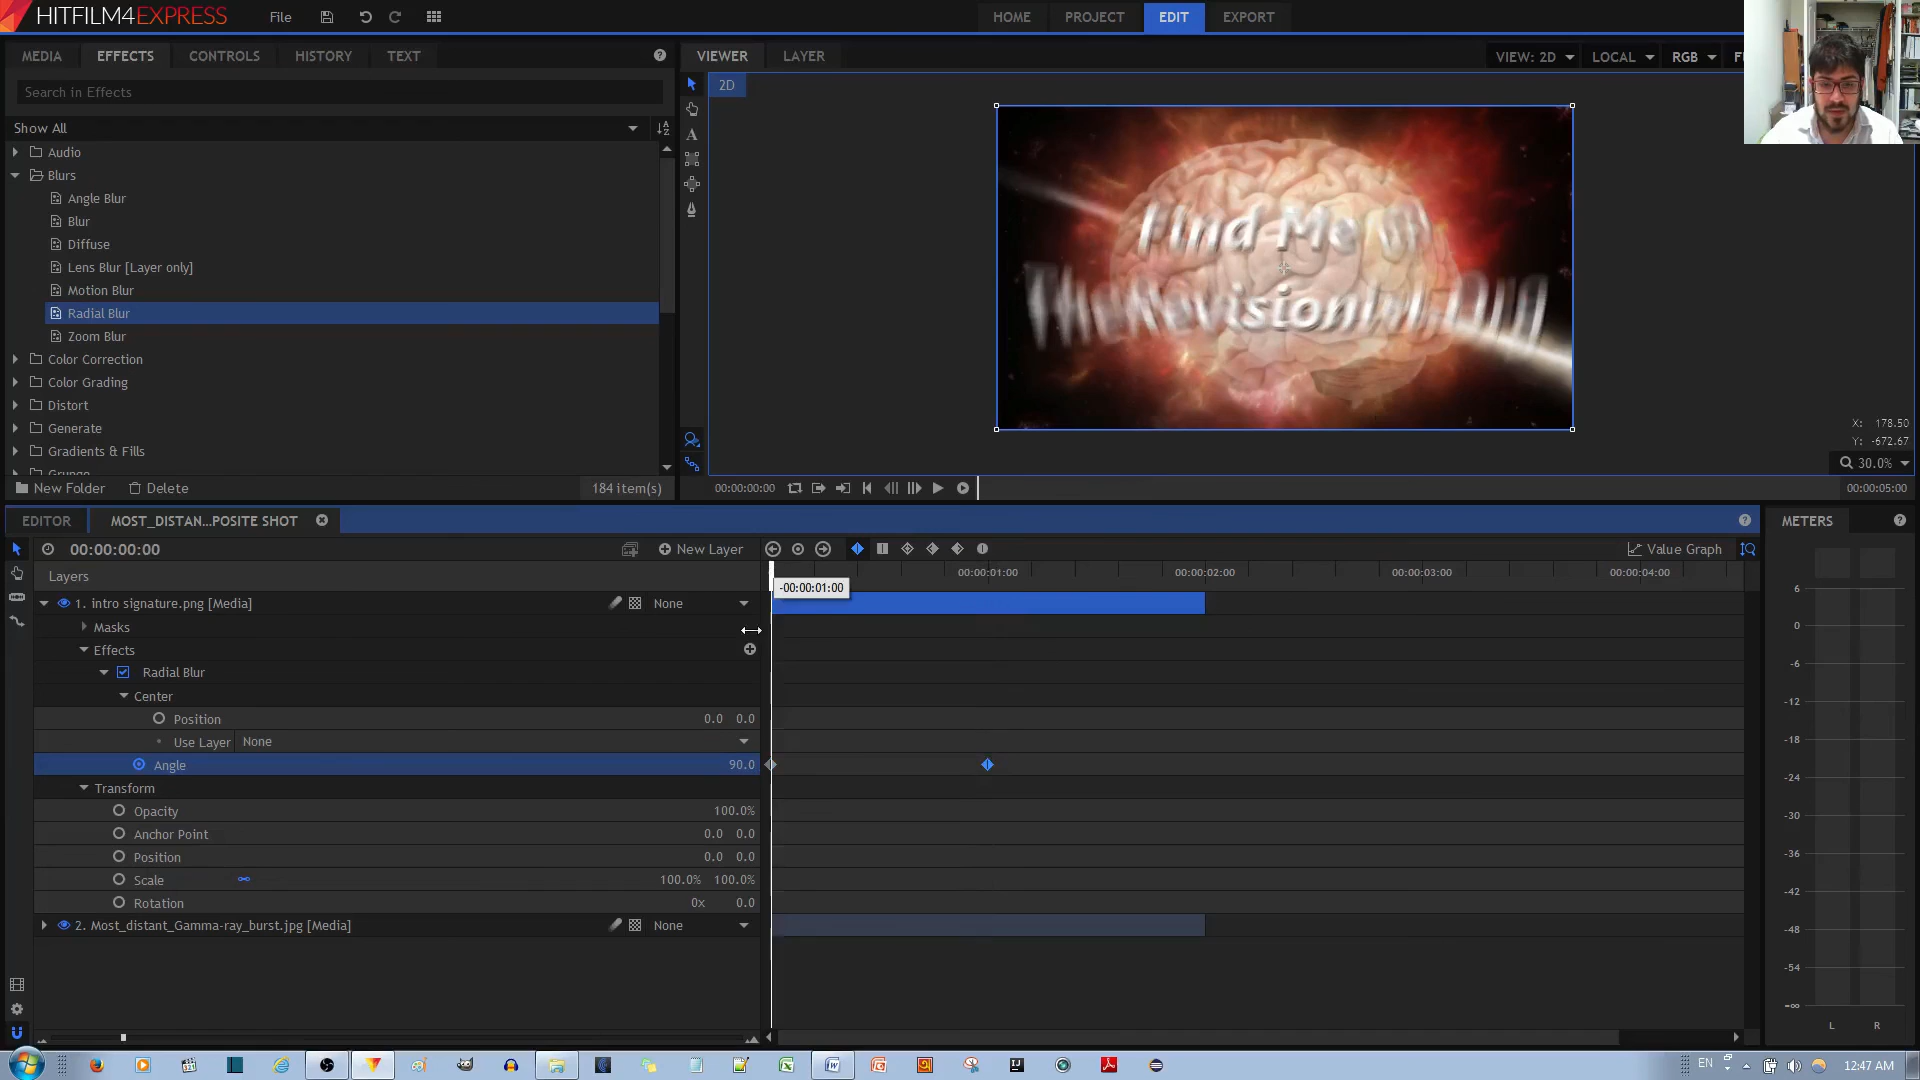 HITFILM4EXPRESS
File
HOME
PROJECT
EDIT
EXPORT
MEDIA
EFFECTS
CONTROLS
HISTORY
TEXT
VIEWER
LAYER
VIEW: 2D
LOCAL
RGB
Search in Effects
2D
Show All
Audio
Blurs
Angle Blur
Blur
Diffuse
Lens Blur [Layer only]
Motion Blur
Radial Blur
Zoom Blur
Color Correction
Color Grading
Distort
Generate
Gradients & Fills
Grunge
Find Me
X: 178.50
Y: -672.67
30.0%
New Folder
Delete
184 item(s)
00:00:00:00
00:00:05:00
EDITOR
MOST_DISTAN...POSITE SHOT
METERS
00:00:00:00
New Layer
Value Graph
Layers
00:00:01:00
00:00:02:00
00:00:03:00
00:00:04:00
-00:00:01:00
1. intro signature.png [Media]
None
Masks
Effects
Radial Blur
Center
Position
0.0 0.0
Use Layer
None
Angle
90.0
Transform
Opacity
100.0%
Anchor Point
0.0 0.0
Position
0.0 0.0
Scale
100.0% 100.0%
Rotation
0x 0.0
2. Most_distant_Gamma-ray_burst.jpg [Media]
None
6
0
-6
-12
-18
-24
-30
-36
-42
-48
-54
-∞
L R
EN
12:47 AM